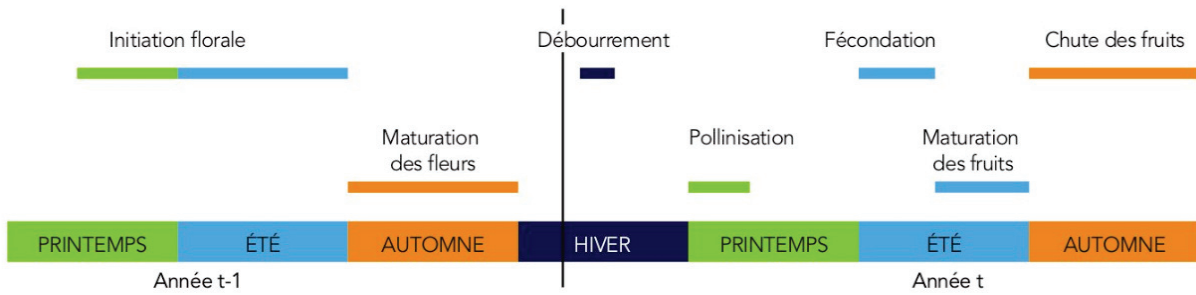 Initiation florale
Débourrement
Fécondation
Chute des fruits
Maturation
des fleurs
Pollinisation
Maturation
des fruits
PRINTEMPS
ÉTÉ
AUTOMNE
HIVER
PRINTEMPS
ÉTÉ
AUTOMNE
Année t-1
Année t